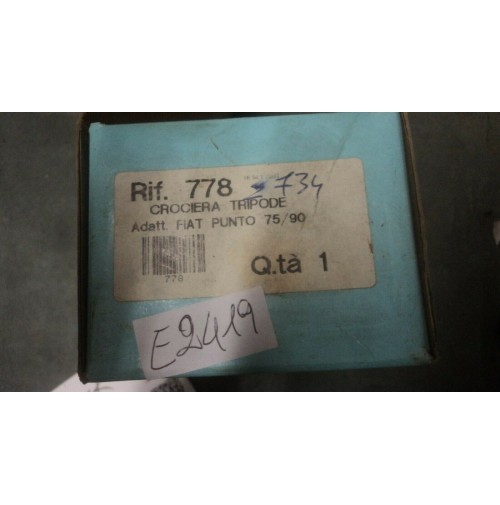 Rif. 778 - 734
CROCIERA TRIPODE
Adatt. FIAT PUNTO 75/90
778
Q.tà 1
E2419